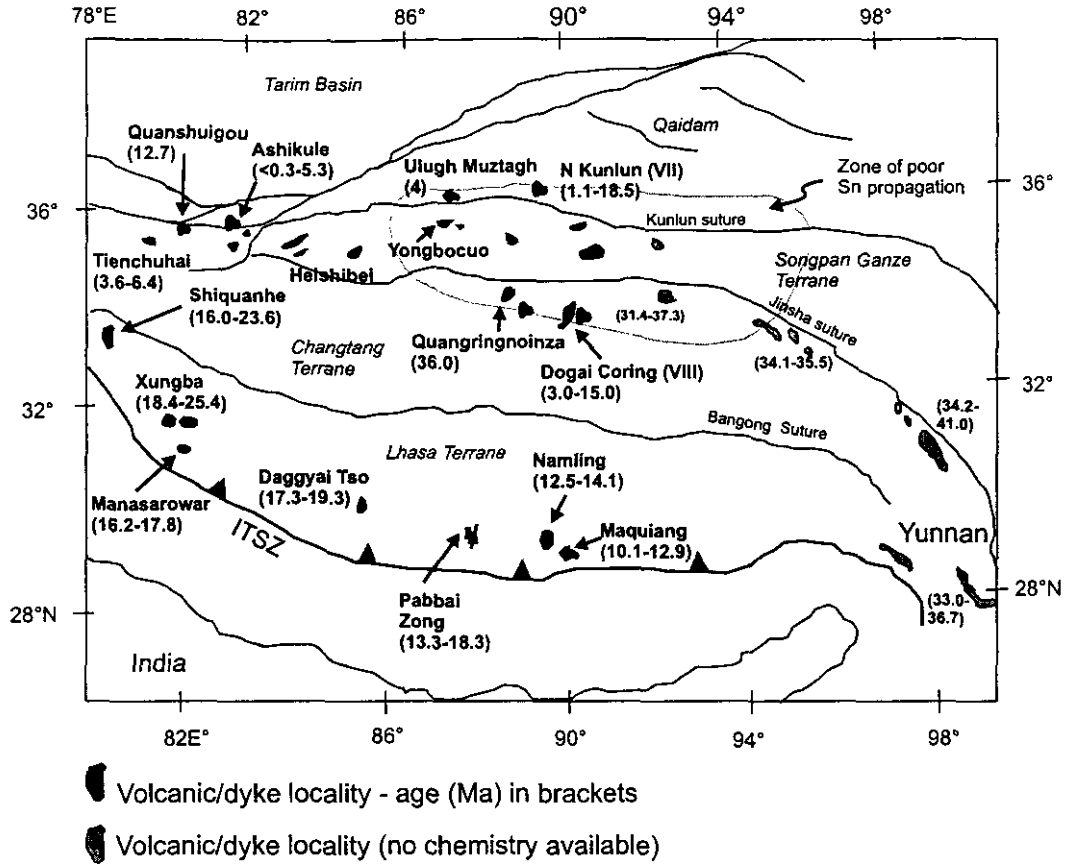 78°E 82° 86° 90° 94° 98°
Tarim Basin
Qaidam
Quanshuigou
(12.7)
Ashikule
(<0.3-5.3)
Ulugh Muztagh
(4)
N Kunlun (VII)
(1.1-18.5)
Zone of poor
Sn propagation
36°
36°
Kunlun suture
Yongbocuo
Tienchuhai
(3.6-6.4)
Heishibei
Songpan Ganze
Terrane
Shiquanhe
(16.0-23.6)
Jinsha suture
(31.4-37.3)
Changtang
Terrane
Quangringnoinza
(36.0)
(34.1-35.5)
Dogai Coring (VIII)
(3.0-15.0)
Xungba
(18.4-25.4)
32°
32°
(34.2-
41.0)
Bangong Suture
Lhasa Terrane
Namling
(12.5-14.1)
Daggyai Tso
(17.3-19.3)
Manasarowar
(16.2-17.8)
Maquiang
(10.1-12.9)
ITSZ
Yunnan
Pabbai
Zong
(13.3-18.3)
(33.0-
36.7)
28°N
28°N
India
82E° 86° 90° 94° 98°
Volcanic/dyke locality - age (Ma) in brackets
Volcanic/dyke locality (no chemistry available)